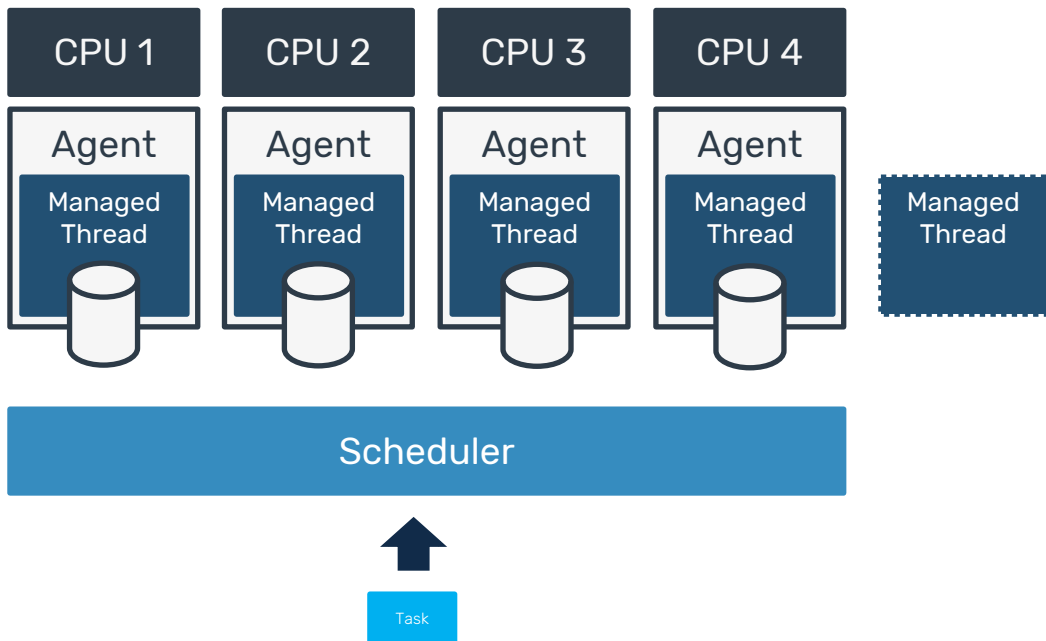 CPU 1
CPU 2
CPU 3
CPU 4
Agent
Agent
Agent
Agent
Managed
Thread
Managed
Thread
Managed
Thread
Managed
Thread
Managed
Thread
Scheduler
Task